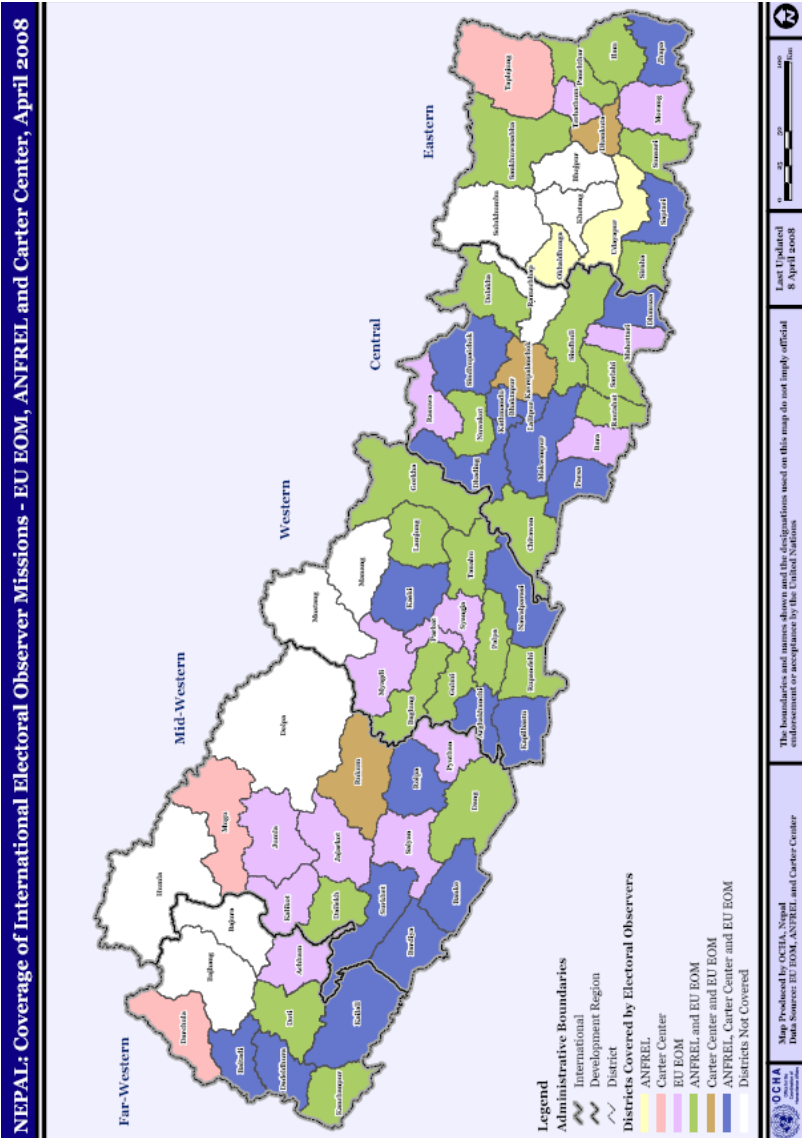 NEPAL: Coverage of International Electoral Observer Missions - EU EOM, ANFREL and Carter Center, April 2008
Far-Western
Mid-Western
Western
Central
Eastern
Darchula
Bajhang
Bajura
Humla
Baitadi
Dadeldhura
Doti
Achham
Kailali
Kanchanpur
Mugu
Jumla
Kalikot
Dailekh
Jajarkot
Dolpa
Rukum
Surkhet
Salyan
Rolpa
Pyuthan
Bardiya
Banke
Dang
Mustang
Manang
Myagdi
Kaski
Lamjung
Gorkha
Baglung
Parbat
Syangja
Tanahu
Gulmi
Palpa
Arghakhanchi
Kapilbastu
Rupandehi
Nawalparasi
Rasuwa
Nuwakot
Dhading
Sindhupalchok
Dolakha
Kathmandu
Bhaktapur
Lalitpur
Kavrepalanchok
Ramechhap
Chitawan
Makwanpur
Parsa
Bara
Rautahat
Sarlahi
Sindhuli
Mahottari
Dhanusa
Solukhumbu
Sankhuwasabha
Taplejung
Okhaldhunga
Khotang
Bhojpur
Terhathum
Panchthar
Dhankuta
Ilam
Udayapur
Siraha
Saptari
Sunsari
Morang
Jhapa
Legend
Administrative Boundaries
International
Development Region
District
Districts Covered by Electoral Observers
ANFREL
Carter Center
EU EOM
ANFREL and EU EOM
Carter Center and EU EOM
ANFREL, Carter Center and EU EOM
Districts Not Covered
OCHA
Map Produced by OCHA, Nepal
Data Source: EU EOM, ANFREL and Carter Center
The boundaries and names shown and the designations used on this map do not imply official
endorsement or acceptance by the United Nations
Last Updated
8 April 2008
0 25 50 100
Km